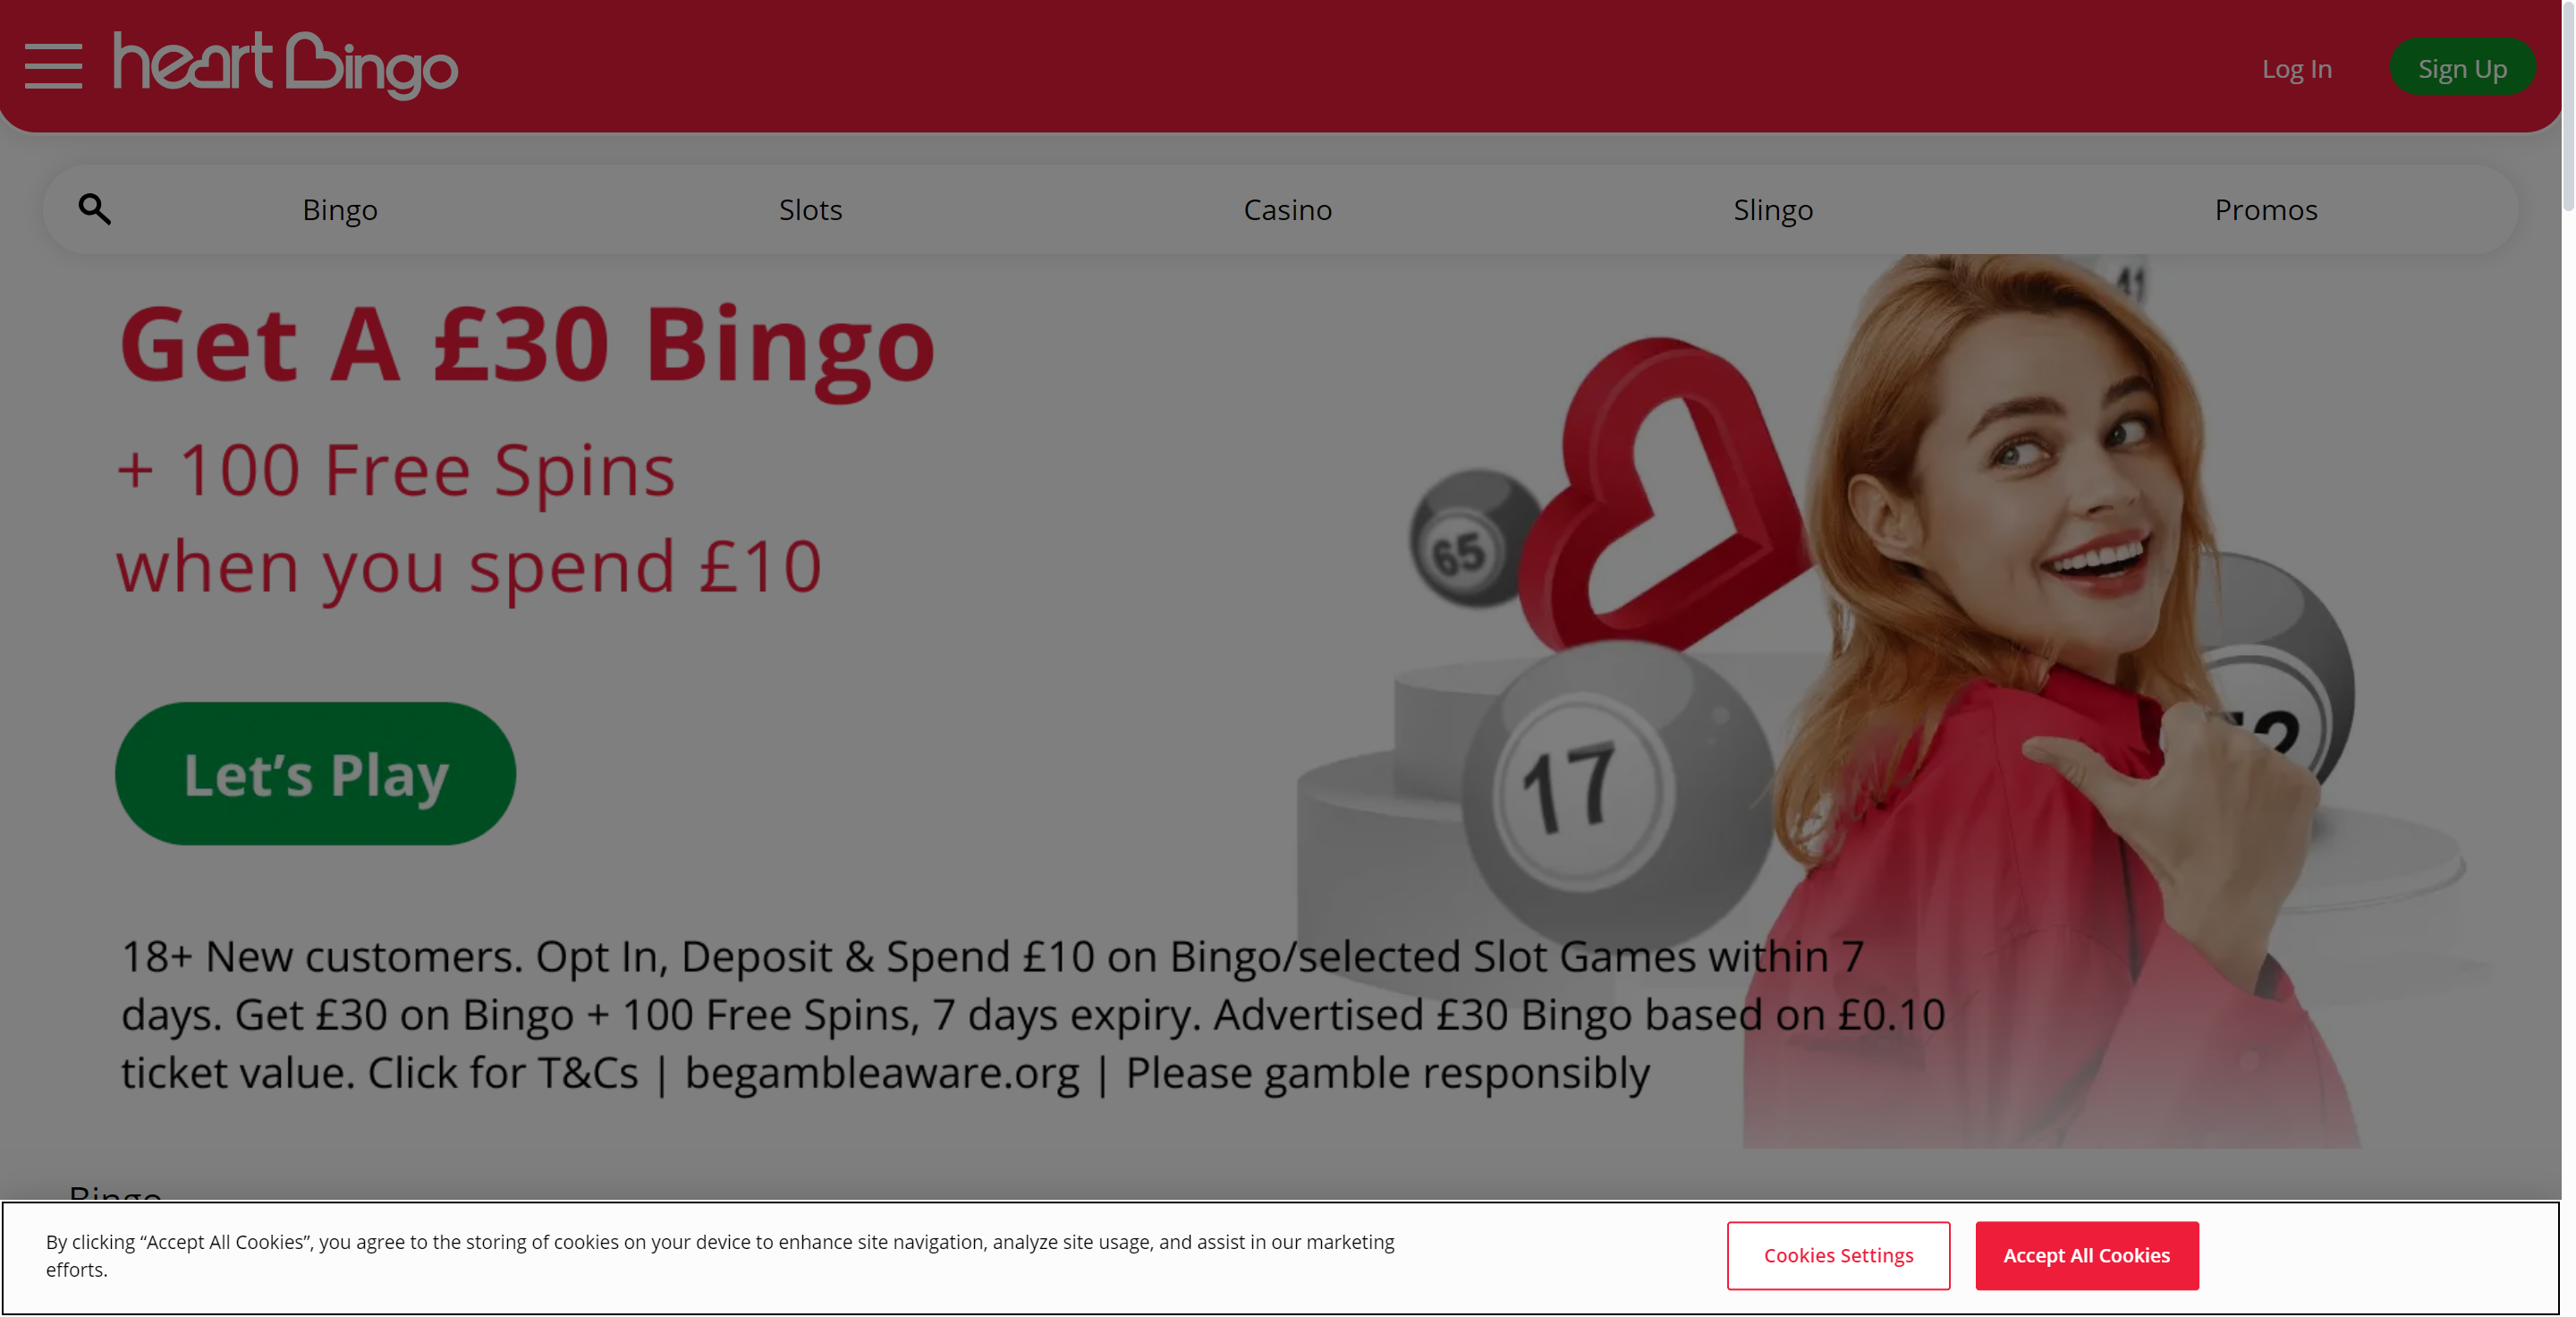 heart Bingo
Log In
Sign Up
Bingo
Slots
Casino
Slingo
Promos
Get A £30 Bingo
+ 100 Free Spins
when you spend £10
Let’s Play
41
65
17
18+ New customers. Opt In, Deposit & Spend £10 on Bingo/selected Slot Games within 7
days. Get £30 on Bingo + 100 Free Spins, 7 days expiry. Advertised £30 Bingo based on £0.10
ticket value. Click for T&Cs | begambleaware.org | Please gamble responsibly
Bingo
By clicking “Accept All Cookies”, you agree to the storing of cookies on your device to enhance site navigation, analyze site usage, and assist in our marketing
efforts.
Cookies Settings
Accept All Cookies